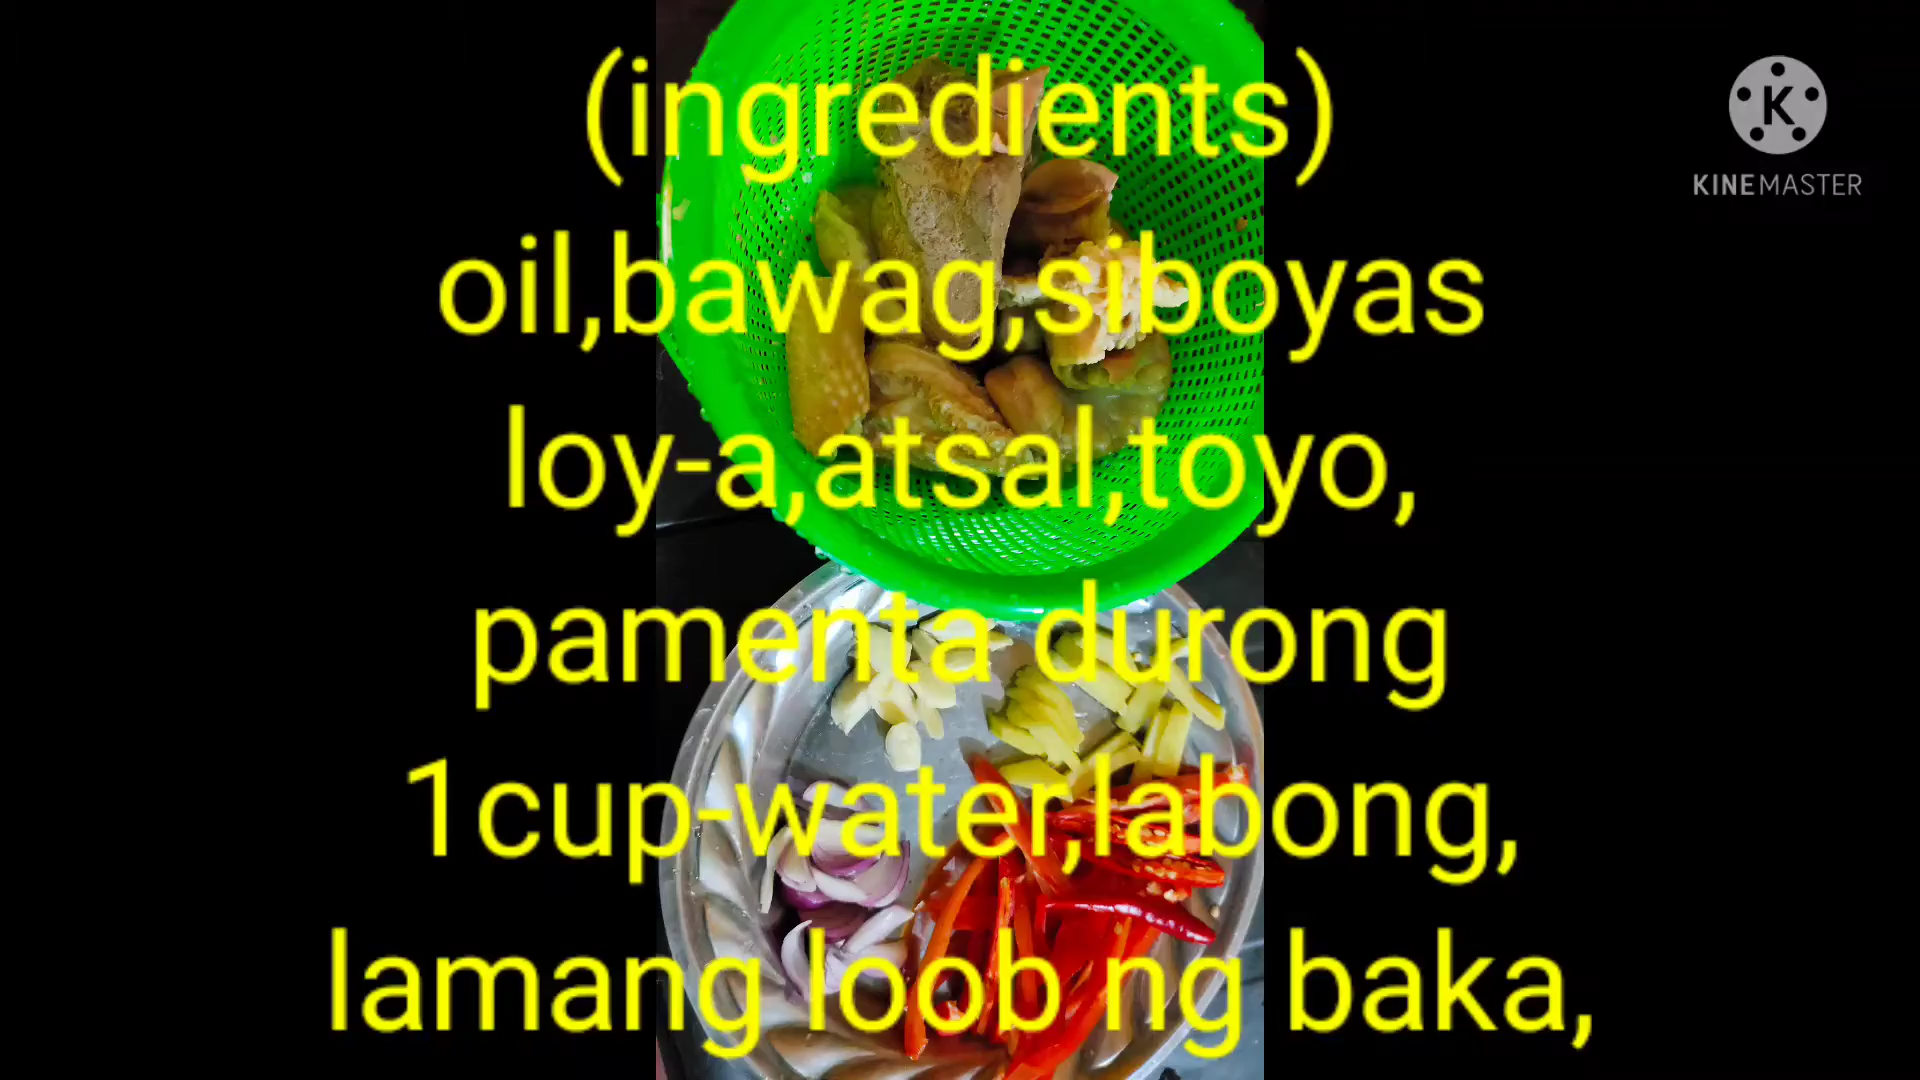 (ingredients)
oil,bawag,siboyas
loy-a,atsal,toyo,
pamenta durong
1cup-water,labong,
lamang loob ng baka,
K
KINEMASTER